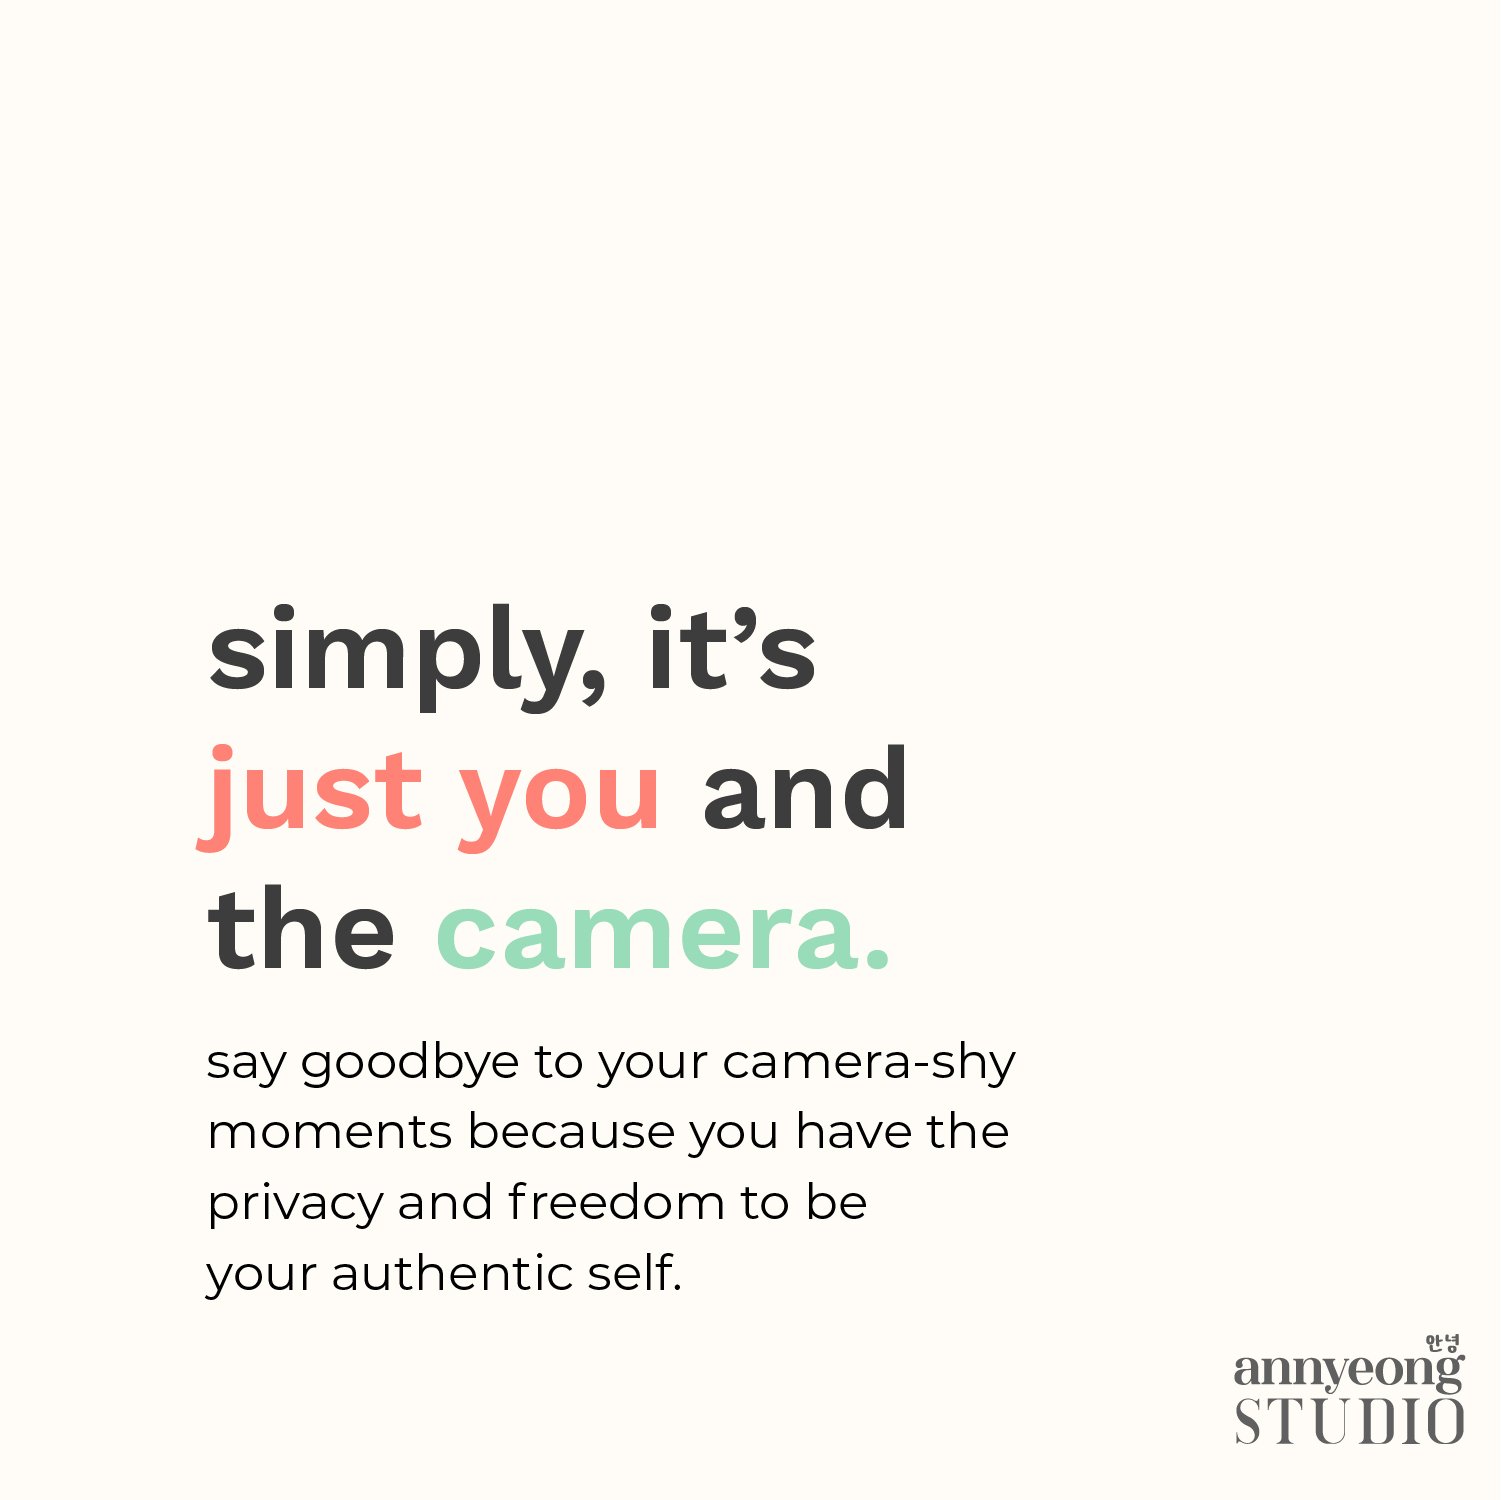 simply, it’s
just you and
the camera.
say goodbye to your camera-shy
moments because you have the
privacy and freedom to be
your authentic self.
안녕
annyeong
STUDIO